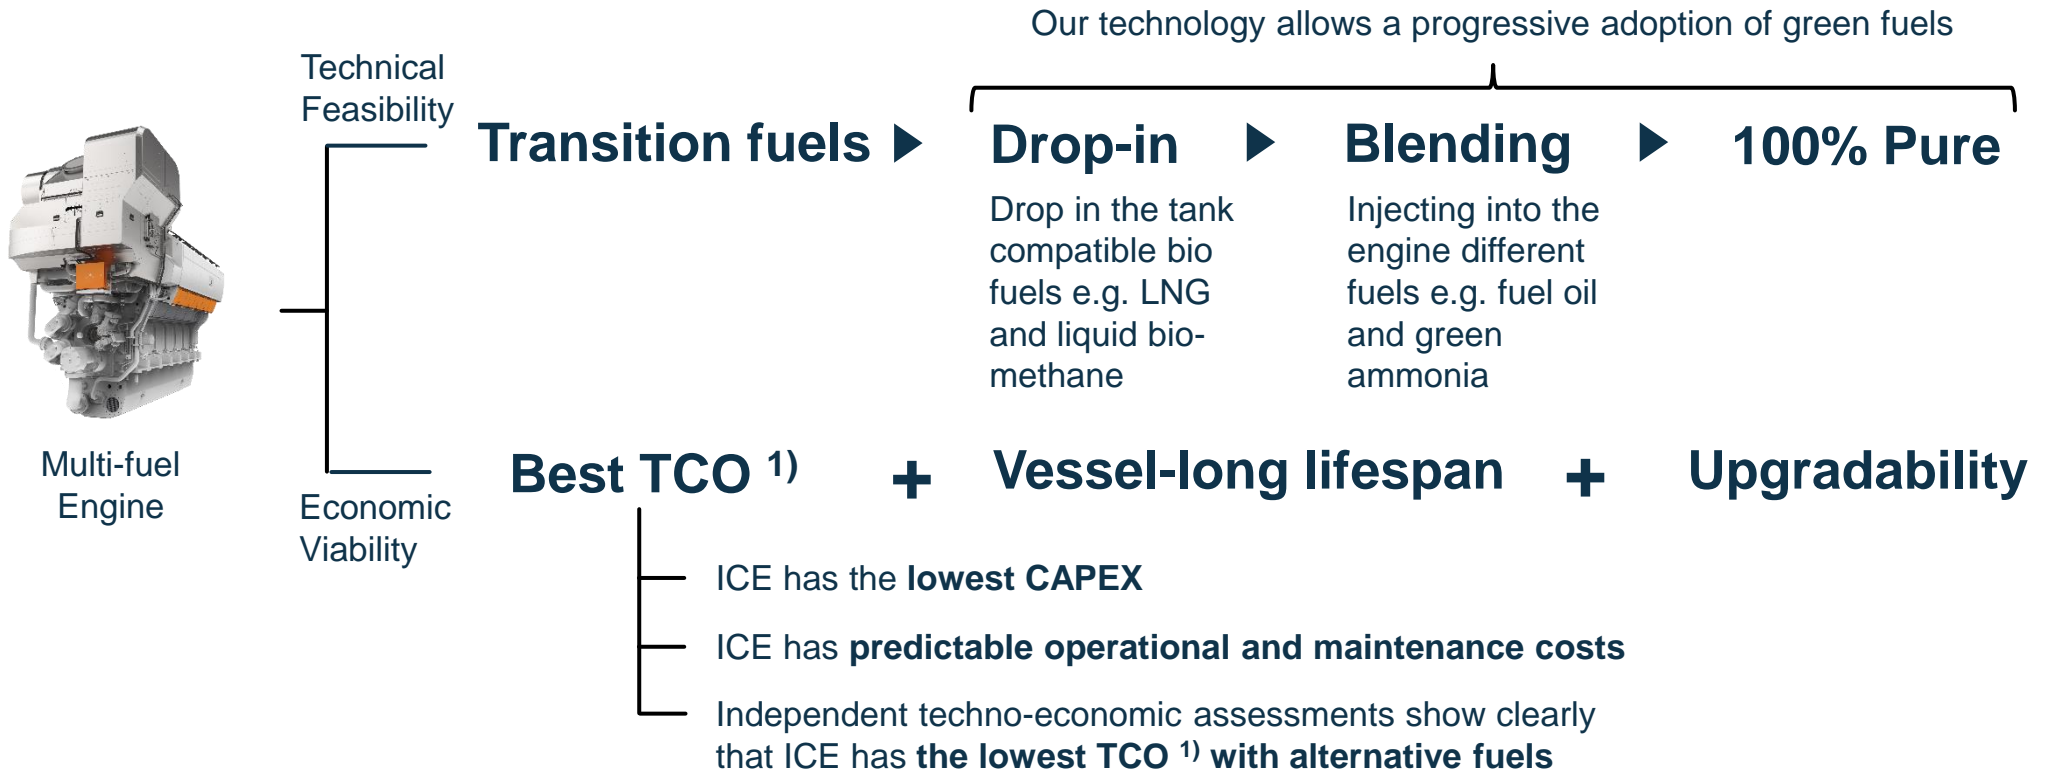 Our technology allows a progressive adoption of green fuels
Technical
Feasibility
Transition fuels
Drop-in
Blending
100% Pure
Drop in the tank
compatible bio
fuels e.g. LNG
and liquid bio-
methane
Injecting into the
engine different
fuels e.g. fuel oil
and green
ammonia
Multi-fuel
Engine
Economic
Viability
Best TCO 1)
+
Vessel-long lifespan
+
Upgradability
ICE has the lowest CAPEX
ICE has predictable operational and maintenance costs
Independent techno-economic assessments show clearly
that ICE has the lowest TCO 1) with alternative fuels